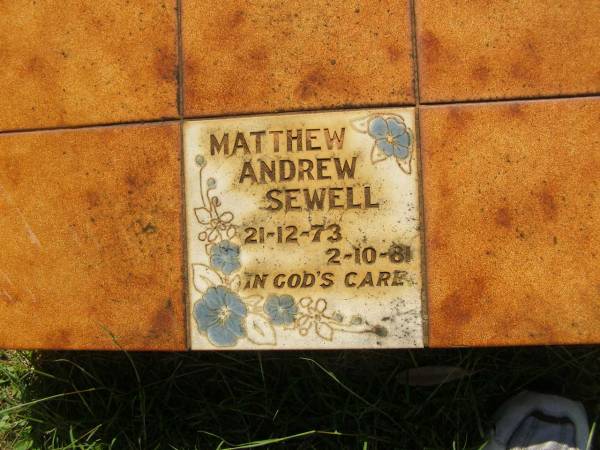 MATTHEW
ANDREW
SEWELL
21-12-73
2-10-81
IN GOD'S CARE